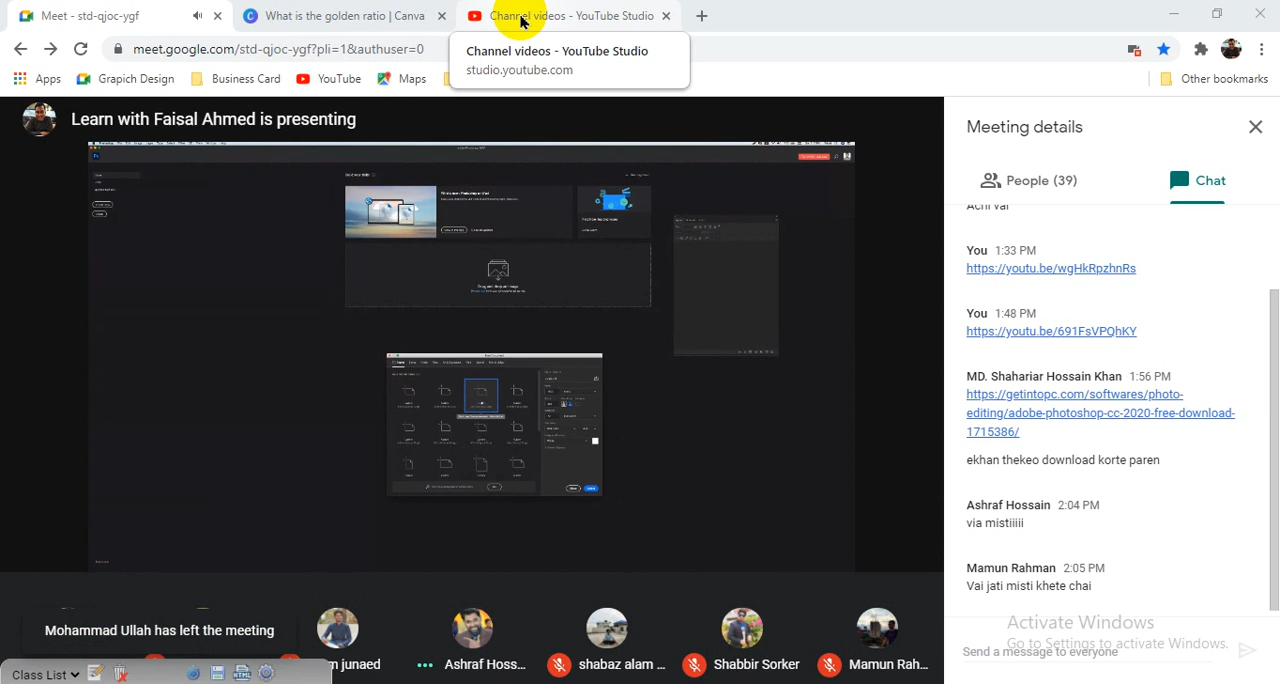 Meet - std-qjoc-ygf
What is the golden ratio | Canva
Channel videos - YouTube Studio
meet.google.com/std-qjoc-ygf?pli=1&authuser=0
Channel videos - YouTube Studio
studio.youtube.com
Apps
Grapich Design
Business Card
YouTube
Maps
Other bookmarks
Learn with Faisal Ahmed is presenting
Meeting details
People (39)
Chat
Achi vai
You 1:33 PM
https://youtu.be/wgHkRpzhnRs
You 1:48 PM
https://youtu.be/691FsVPQhKY
MD. Shahariar Hossain Khan 1:56 PM
https://getintopc.com/softwares/photo-
editing/adobe-photoshop-cc-2020-free-download-
1715386/
ekhan thekeo download korte paren
Ashraf Hossain 2:04 PM
via mistiiiii
Mamun Rahman 2:05 PM
Vai jati misti khete chai
Activate Windows
Go to Settings to activate Windows.
Send a message to everyone
Mohammad Ullah has left the meeting
m junaed
Ashraf Hoss...
shabaz alam ...
Shabbir Sorker
Mamun Rah...
Class List
HTML